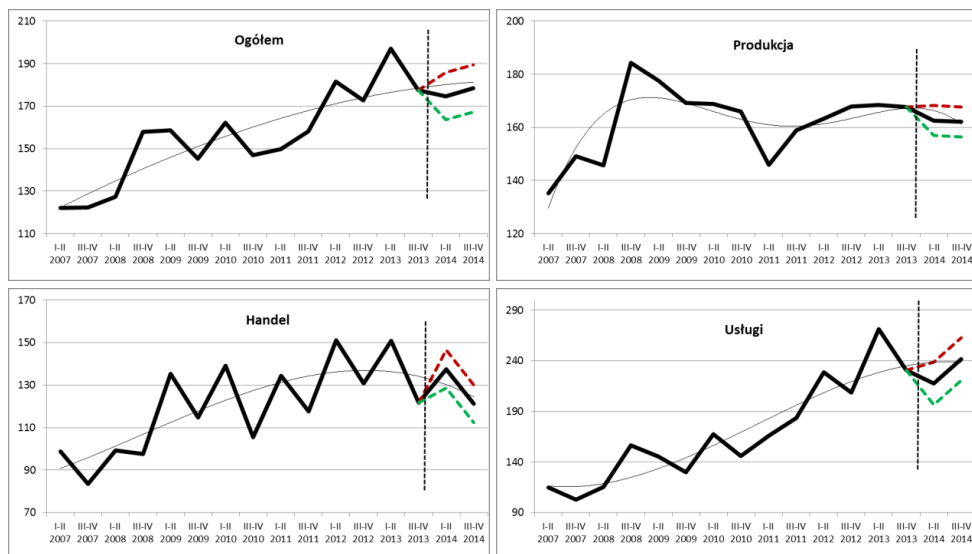 Ogółem
210
190
170
150
130
110
I-II III-IV I-II III-IV I-II III-IV I-II III-IV I-II III-IV I-II III-IV I-II III-IV I-II III-IV
2007 2007 2008 2008 2009 2009 2010 2010 2011 2011 2012 2012 2013 2013 2014 2014
Produkcja
200
180
160
140
120
I-II III-IV I-II III-IV I-II III-IV I-II III-IV I-II III-IV I-II III-IV I-II III-IV I-II III-IV
2007 2007 2008 2008 2009 2009 2010 2010 2011 2011 2012 2012 2013 2013 2014 2014
Handel
170
150
130
110
90
70
I-II III-IV I-II III-IV I-II III-IV I-II III-IV I-II III-IV I-II III-IV I-II III-IV I-II III-IV
2007 2007 2008 2008 2009 2009 2010 2010 2011 2011 2012 2012 2013 2013 2014 2014
Usługi
290
240
190
140
90
I-II III-IV I-II III-IV I-II III-IV I-II III-IV I-II III-IV I-II III-IV I-II III-IV I-II III-IV
2007 2007 2008 2008 2009 2009 2010 2010 2011 2011 2012 2012 2013 2013 2014 2014